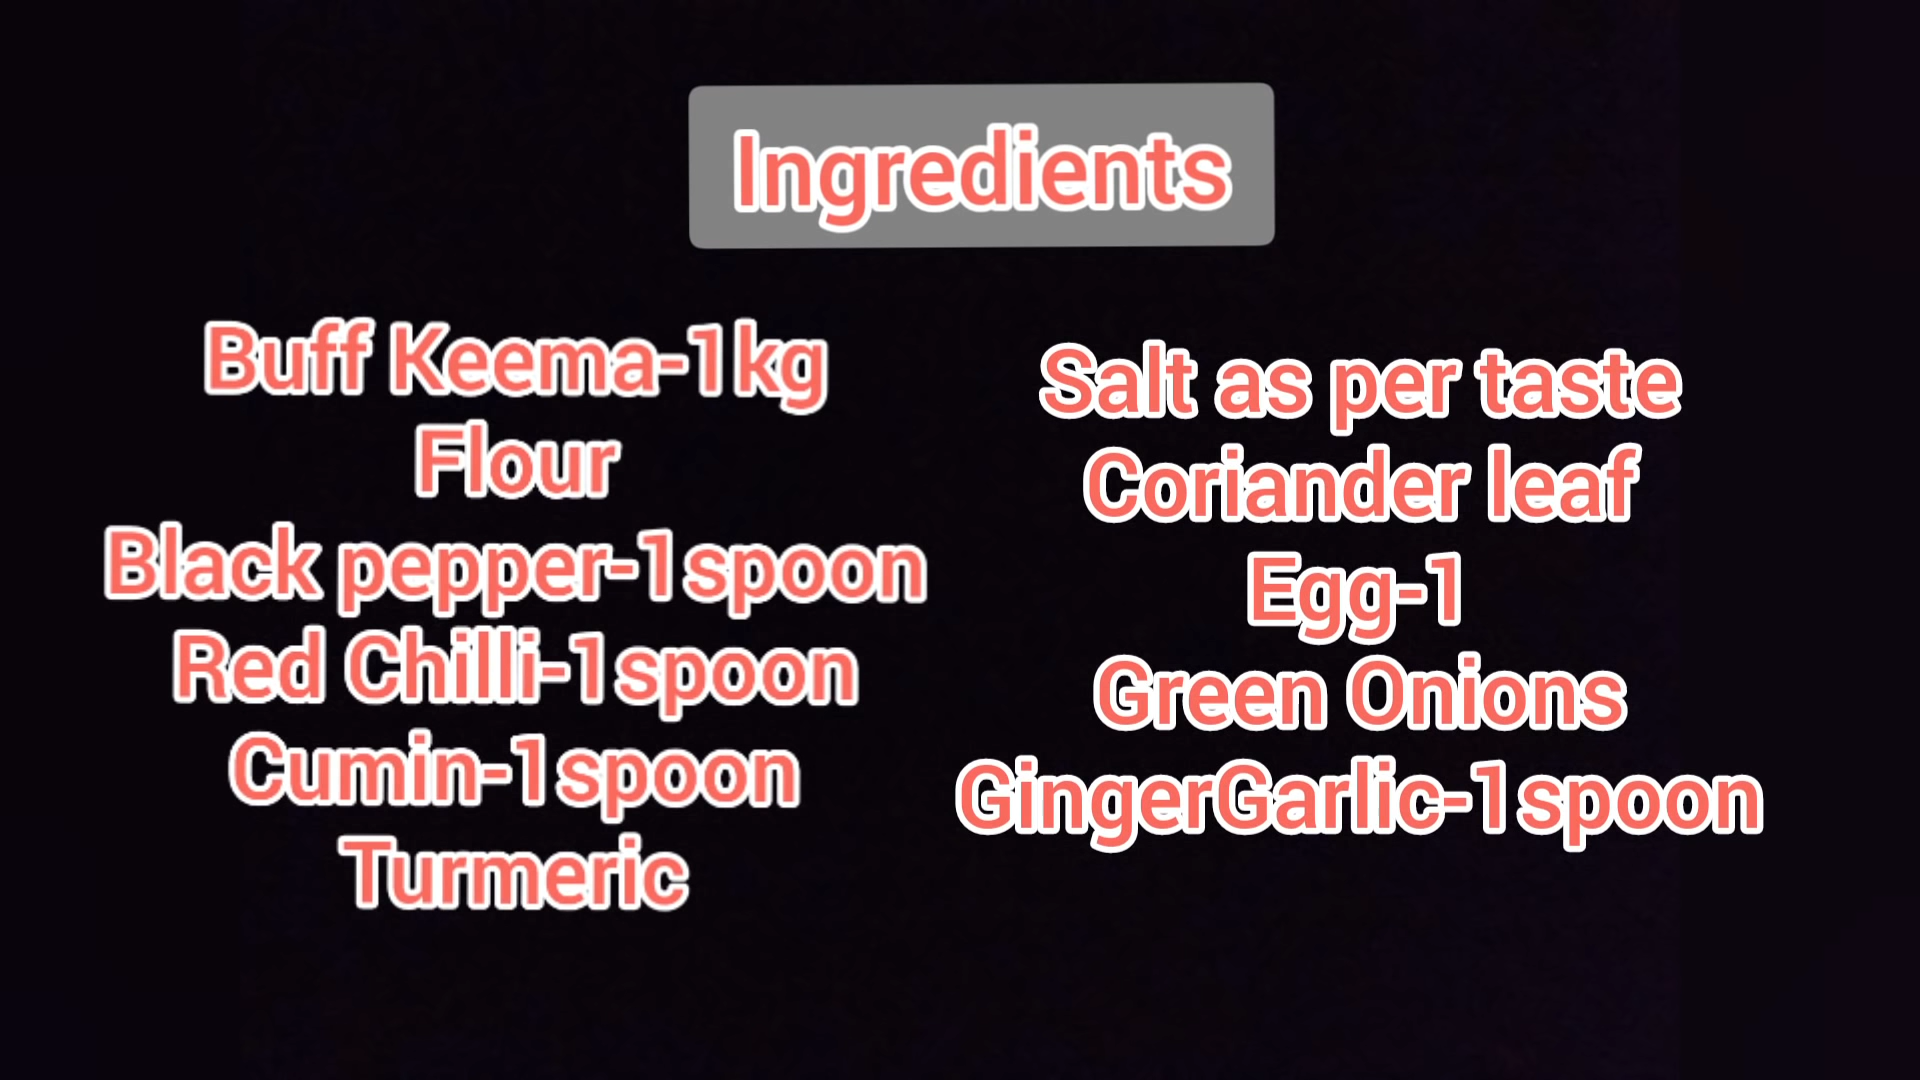 Ingredients
Buff Keema-1kg
Flour
Black pepper-1spoon
Red Chilli-1spoon
Cumin-1spoon
Turmeric
Salt as per taste
Coriander leaf
Egg-1
Green Onions
GingerGarlic-1spoon